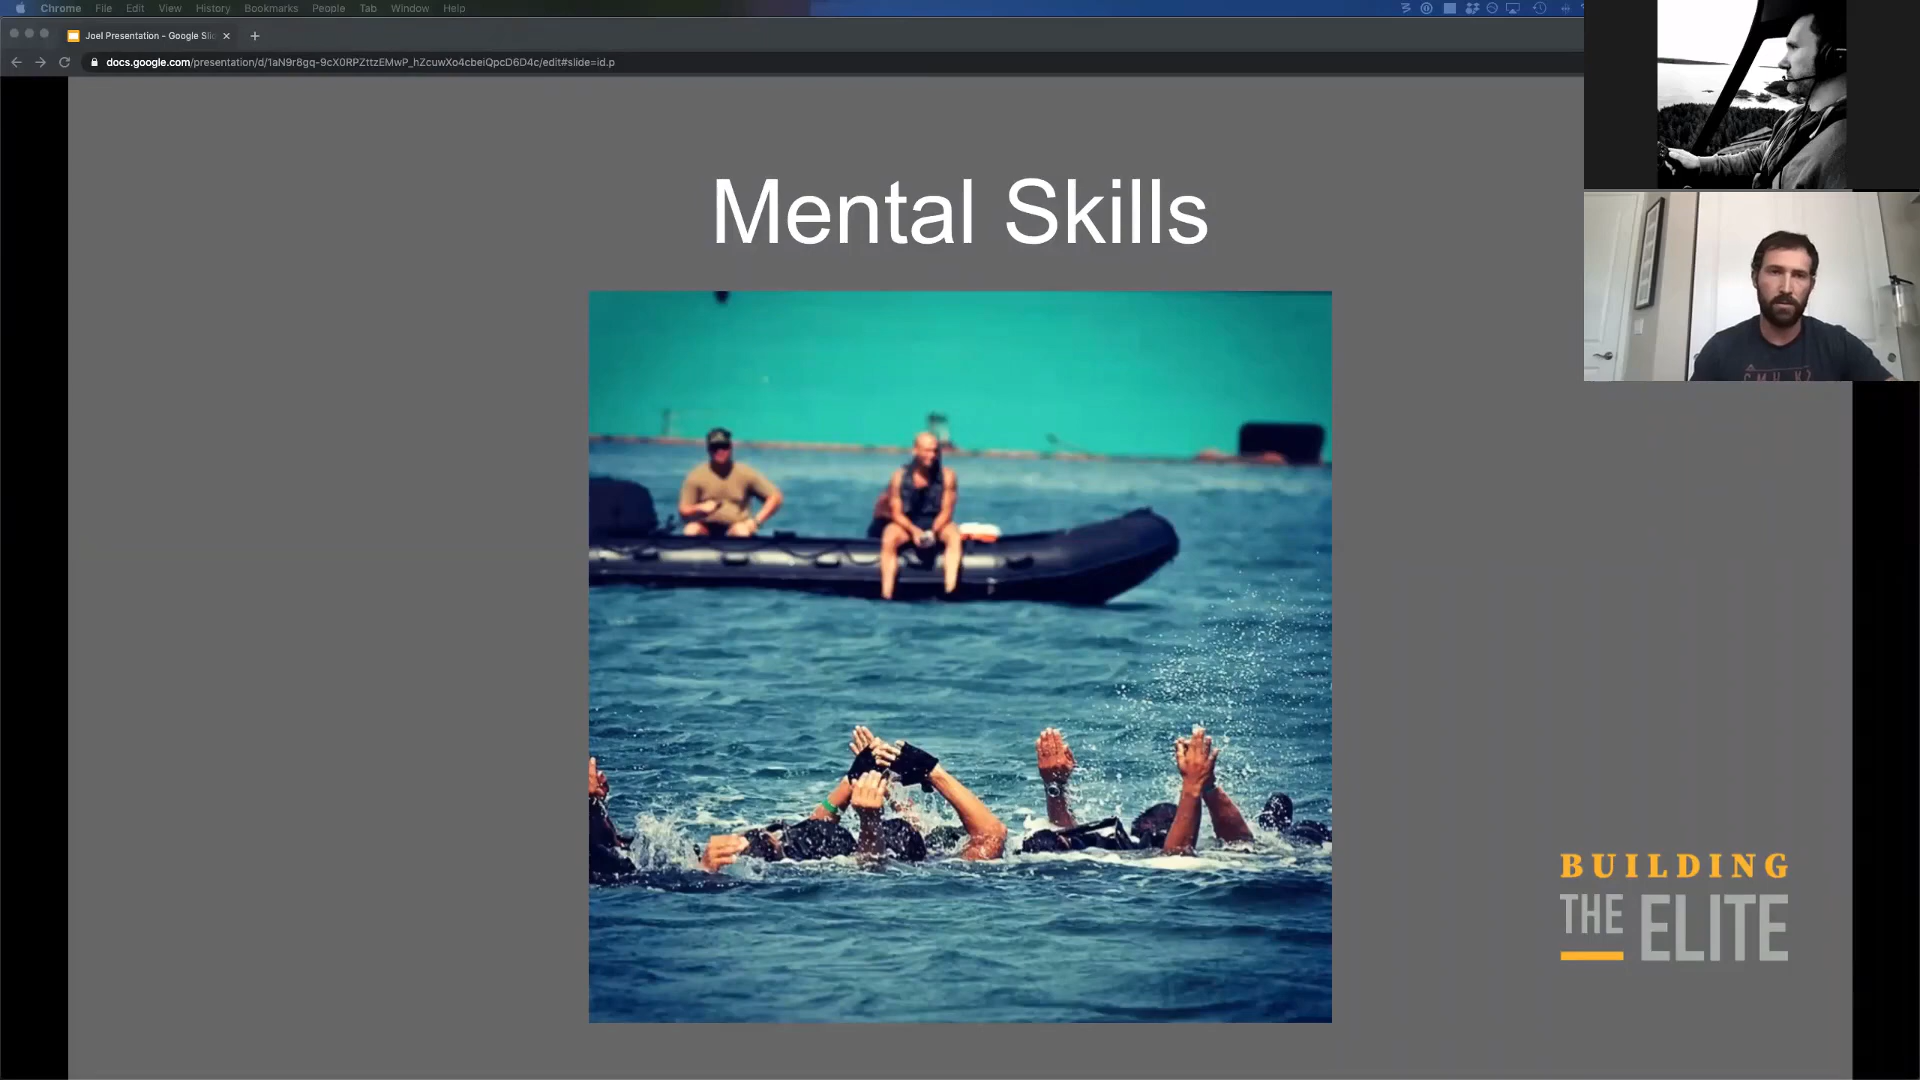 Chrome File Edit View History Bookmarks People Tab Window Help
Joel Presentation - Google Slid
docs.google.com/presentation/d/1aN9r8gq-9cX0RPZttzEMwP_hZcuwXo4cbeiQpcD6D4c/edit#slide=id.p
Mental Skills
BUILDING
THE ELITE